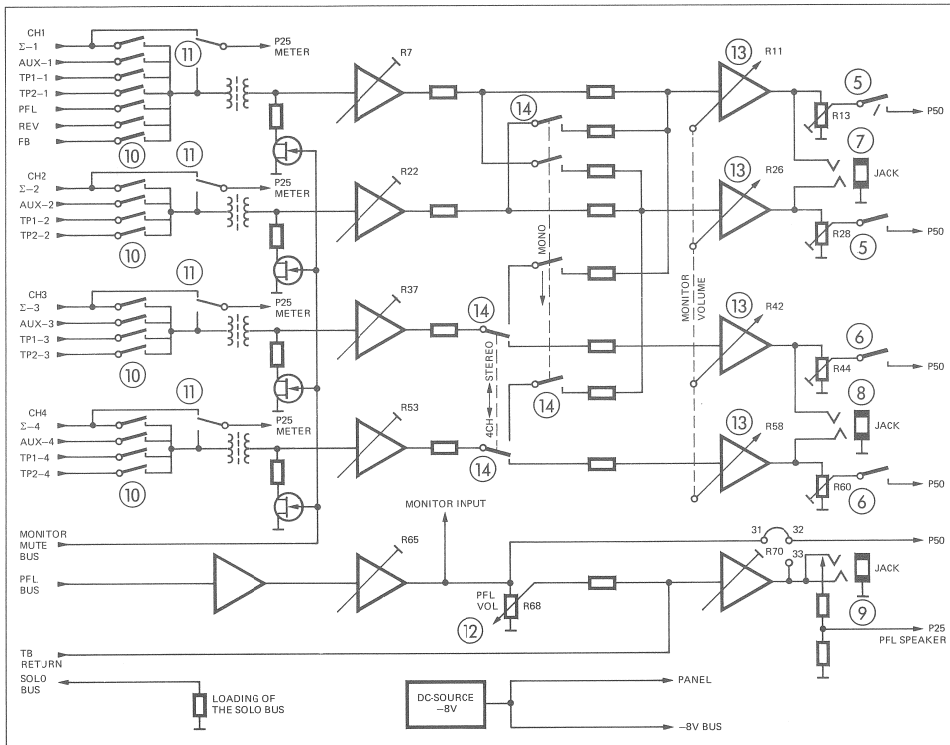 CH1
Σ-1
AUX-1
TP1-1
TP2-1
PFL
REV
FB
10
11
P25
METER
R7
14
13
R11
R13
5
P50
7
JACK
CH2
Σ-2
AUX-2
TP1-2
TP2-2
10
11
P25
METER
R22
MONO
13
R26
R28
5
P50
MONITOR
VOLUME
CH3
Σ-3
AUX-3
TP1-3
TP2-3
10
11
P25
METER
R37
14
4CH ↔ STEREO
13
R42
R44
6
P50
8
JACK
CH4
Σ-4
AUX-4
TP1-4
TP2-4
10
11
P25
METER
R53
14
14
13
R58
R60
6
P50
MONITOR
MUTE
BUS
MONITOR INPUT
PFL
BUS
R65
31
32
P50
33
R70
JACK
PFL
VOL
R68
12
9
P25
PFL SPEAKER
TB
RETJRN
SOLO
BUS
LOADING OF
THE SOLO BUS
DC-SOURCE
-8V
PANEL
-8V BUS